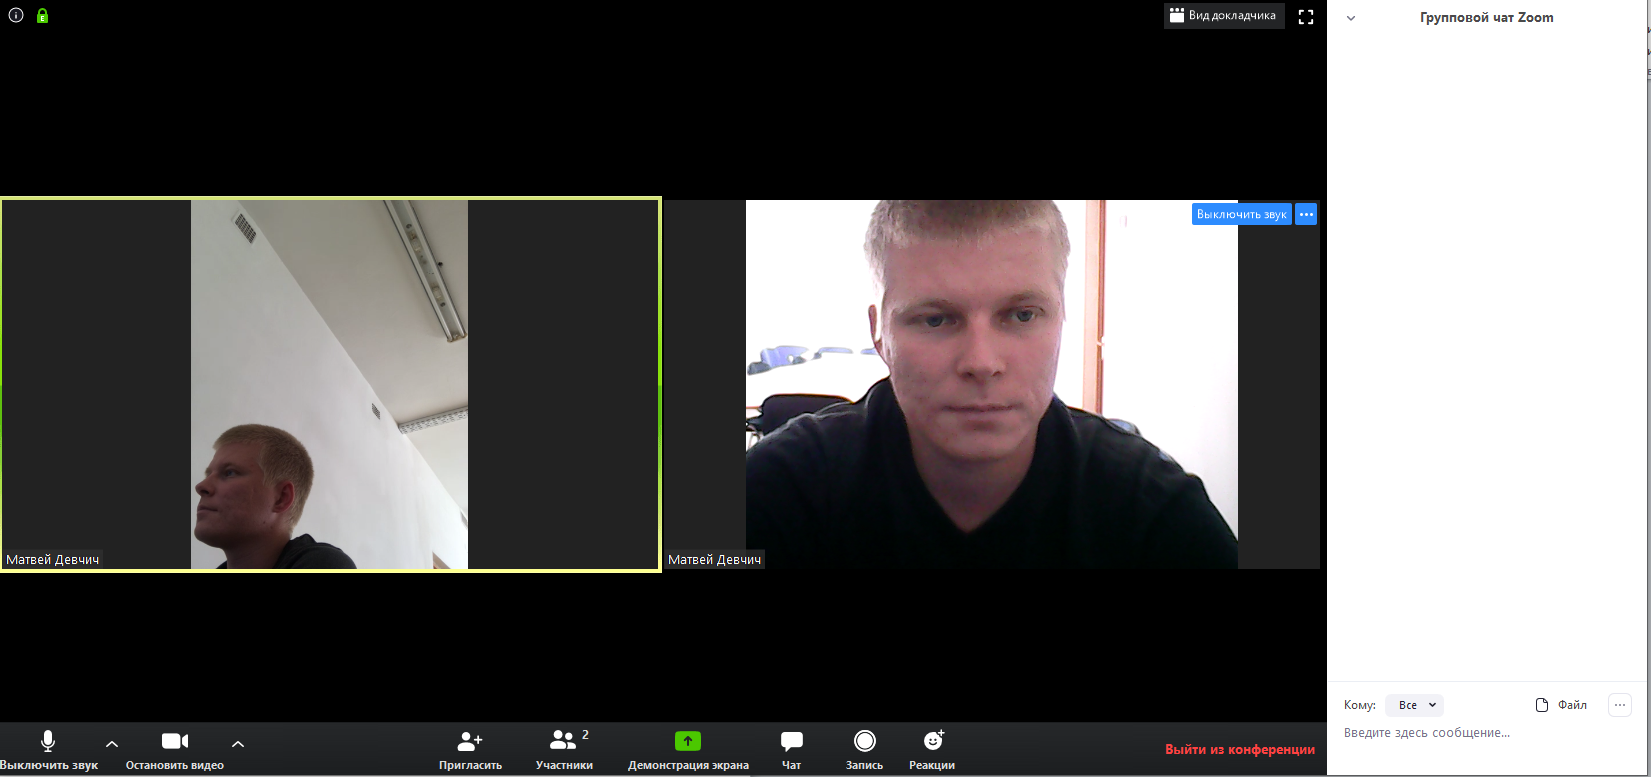 Вид докладчика
Групповой чат Zoom
Выключить звук
Матвей Девчич
Матвей Девчич
Кому:
Все
Файл
Введите здесь сообщение...
2
Выключить звук
Остановить видео
Пригласить
Участники
Демонстрация экрана
Чат
Запись
Реакции
Выйти из конференции